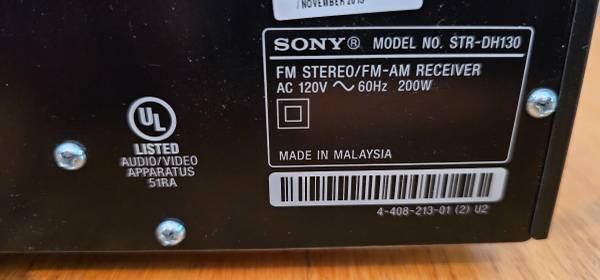 / NOVEMBER 2013
SONY® MODEL NO. STR-DH130
FM STEREO/FM-AM RECEIVER
AC 120V ~ 60Hz 200W
MADE IN MALAYSIA
4-408-213-01 (2) U2
UL ®
LISTED
AUDIO/VIDEO
APPARATUS
51RA